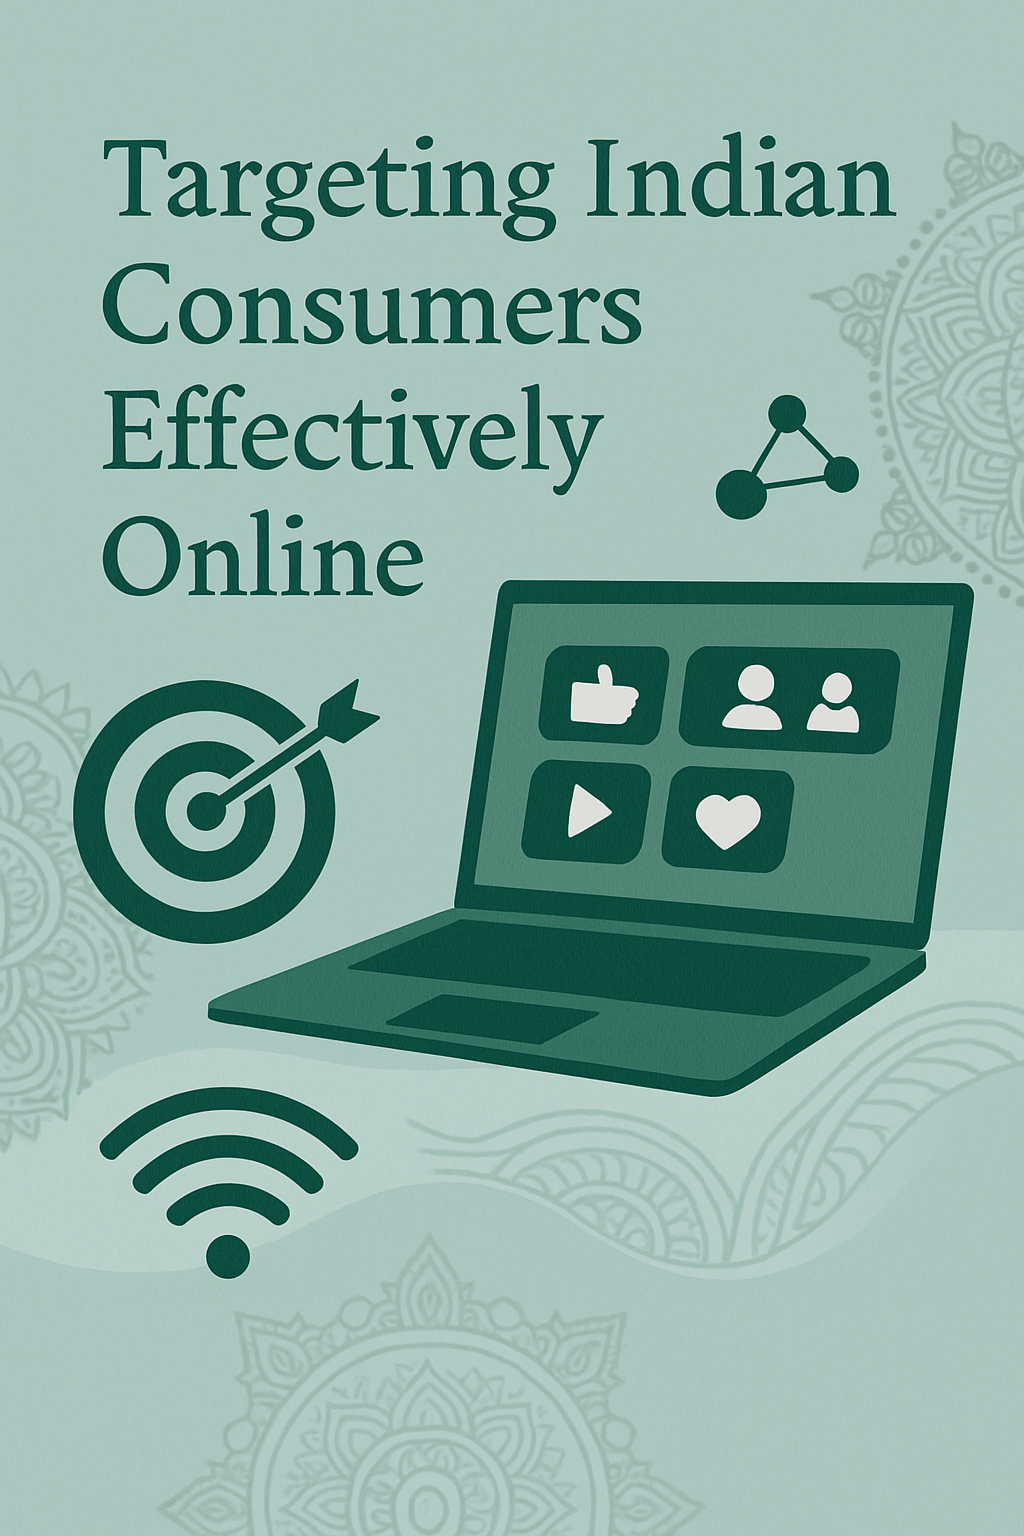 Targeting Indian
Consumers
Effectively
Online